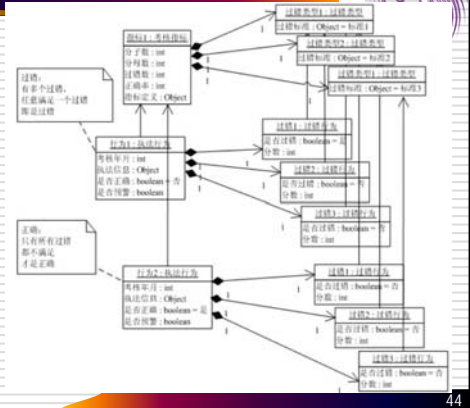 指标1 : 考核指标
分子数 : int
分母数 : int
过错数 : int
正确率 : int
指标定义 : Object
过错类型1 : 过错类型
过错标准 : Object = 标准1
过错类型2 : 过错类型
过错标准 : Object = 标准2
过错类型1 : 过错类型
过错标准 : Object = 标准3
过错:
有多个过错,
任意满足一个过错
即是过错
行为1 : 执法行为
考核年月 : int
执法信息 : Object
是否正确 : boolean = 否
是否预警 : boolean
过错1 : 过错行为
是否过错 : boolean = 是
分数 : int
过错2 : 过错行为
是否过错 : boolean = 否
分数 : int
过错3 : 过错行为
是否过错 : boolean = 否
分数 : int
正确:
只有所有过错
都不满足
才是正确
行为2 : 执法行为
考核年月 : int
执法信息 : Object
是否正确 : boolean = 是
是否预警 : boolean
过错1 : 过错行为
是否过错 : boolean = 否
分数 : int
过错2 : 过错行为
是否过错 : boolean = 否
分数 : int
过错3 : 过错行为
是否过错 : boolean = 否
分数 : int
44